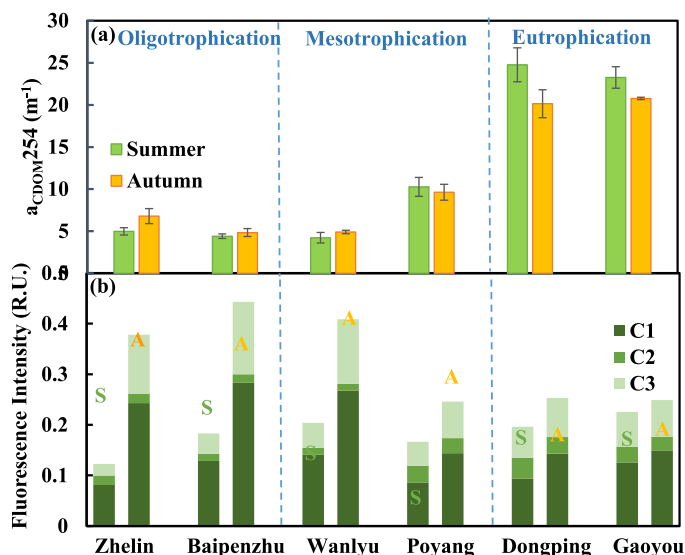 (a) Oligotrophication Mesotrophication Eutrophication
aCDOM254 (m-1)
30
25
20
15
10
5
0
Summer
Autumn
(b)
Fluorescence Intensity (R.U.)
0.5
0.4
0.3
0.2
0.1
0
C1
C2
C3
S A S A S A S A S A S A
Zhelin Baipenzhu Wanlyu Poyang Dongping Gaoyou